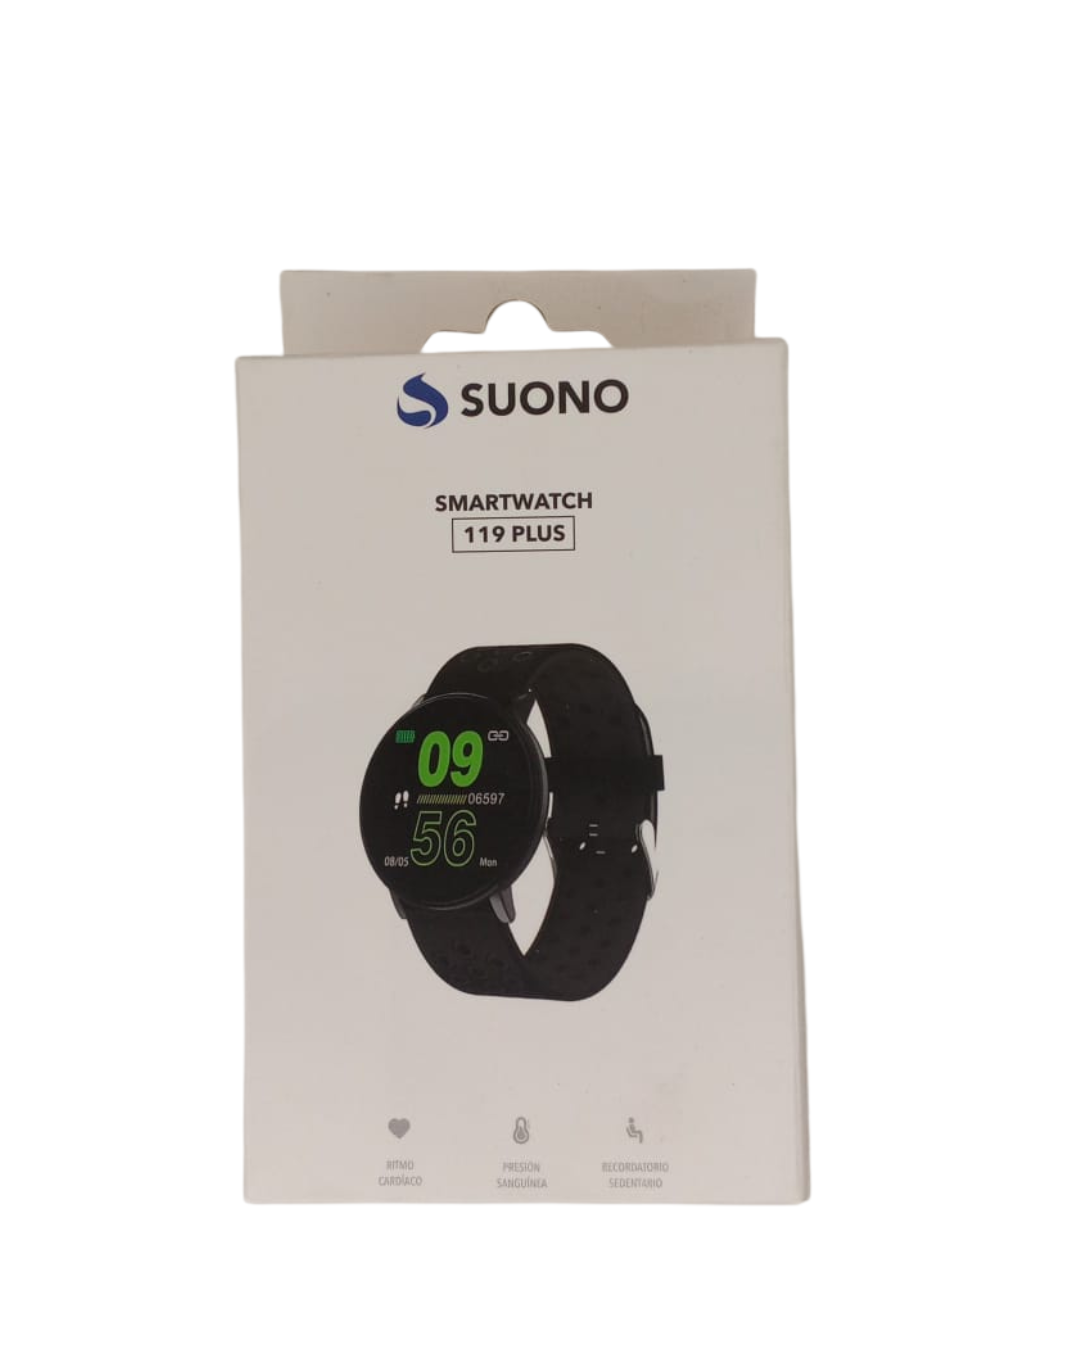 SUONO
SMARTWATCH
119 PLUS
09
06597
56
08/05
Mon
RITMO
CARDÍACO
PRESIÓN
SANGUÍNEA
RECORDATORIO
SEDENTARIO